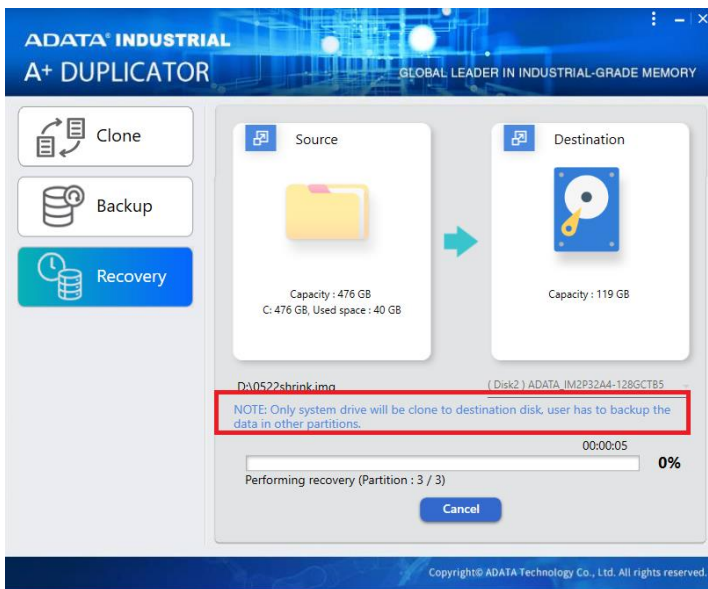 ADATA® INDUSTRIAL
A+ DUPLICATOR
GLOBAL LEADER IN INDUSTRIAL-GRADE MEMORY
Clone
Backup
Recovery
Source
Capacity : 476 GB
C: 476 GB, Used space : 40 GB
Destination
Capacity : 119 GB
D:\0522shrink.img
( Disk2 ) ADATA_IM2P32A4-128GCTB5
NOTE: Only system drive will be clone to destination disk, user has to backup the
data in other partitions.
00:00:05
0%
Performing recovery (Partition : 3 / 3)
Cancel
Copyright© ADATA Technology Co., Ltd. All rights reserved.